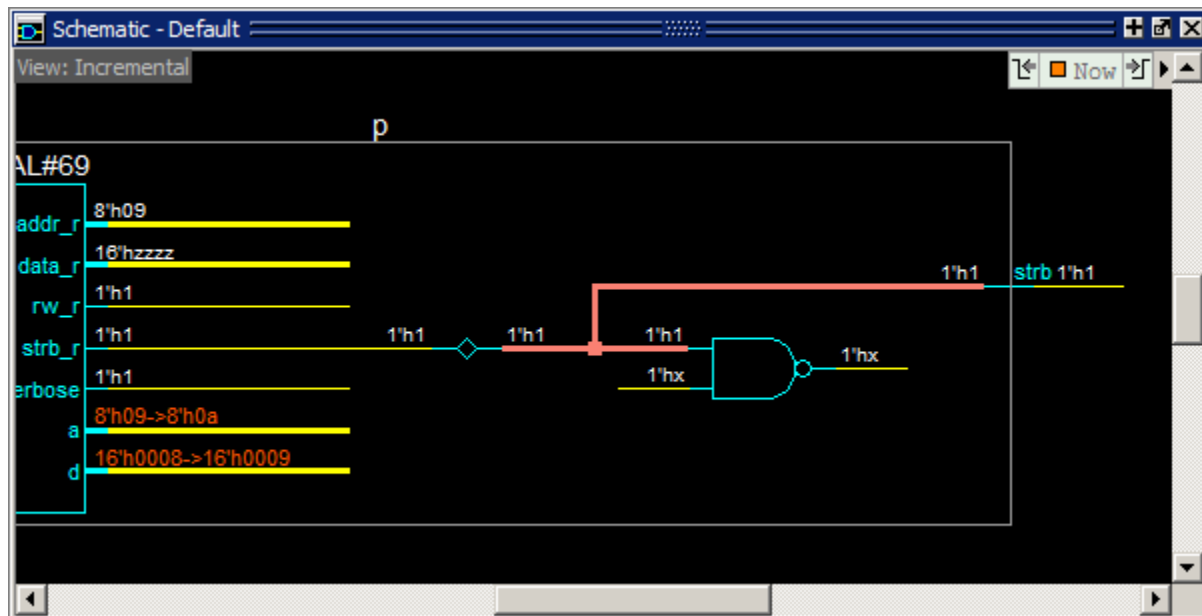 Schematic - Default
View: Incremental
Now
p
AL#69
addr_r 8'h09
data_r 16'hzzzz
1'h1 strb 1'h1
rw_r 1'h1
strb_r 1'h1 1'h1 1'h1 1'h1
1'hx
erbose 1'h1 1'hx
a 8'h09->8'h0a
d 16'h0008->16'h0009